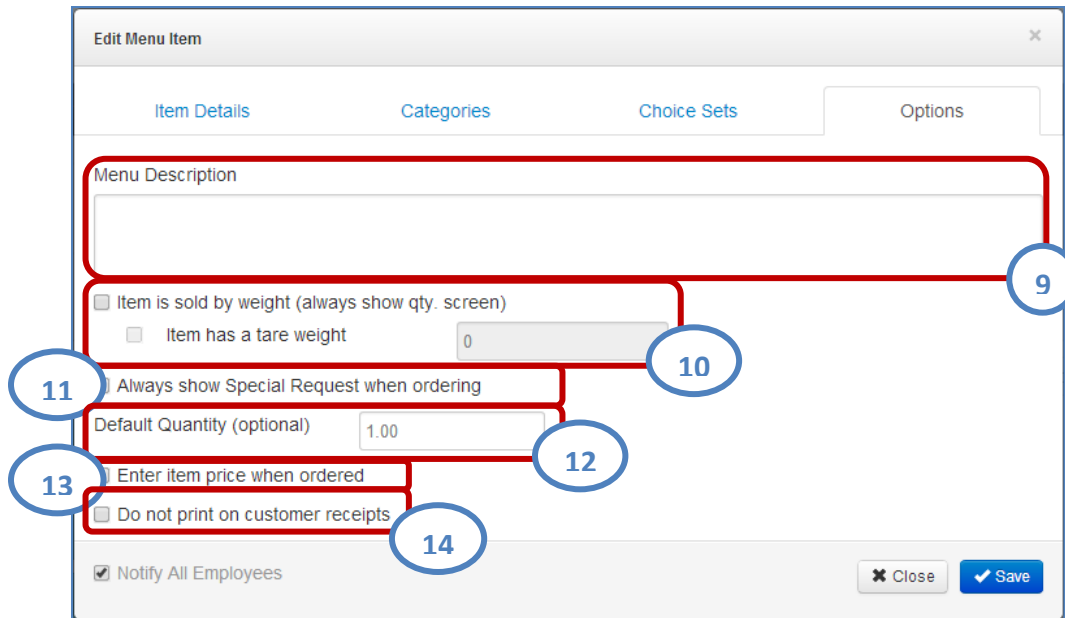 Edit Menu Item ×
Item Details Categories Choice Sets Options
Menu Description
9
Item is sold by weight (always show qty. screen)
Item has a tare weight 0
10
11 Always show Special Request when ordering
Default Quantity (optional) 1.00
12
13 Enter item price when ordered
Do not print on customer receipts
14
Notify All Employees ✖ Close ✔ Save